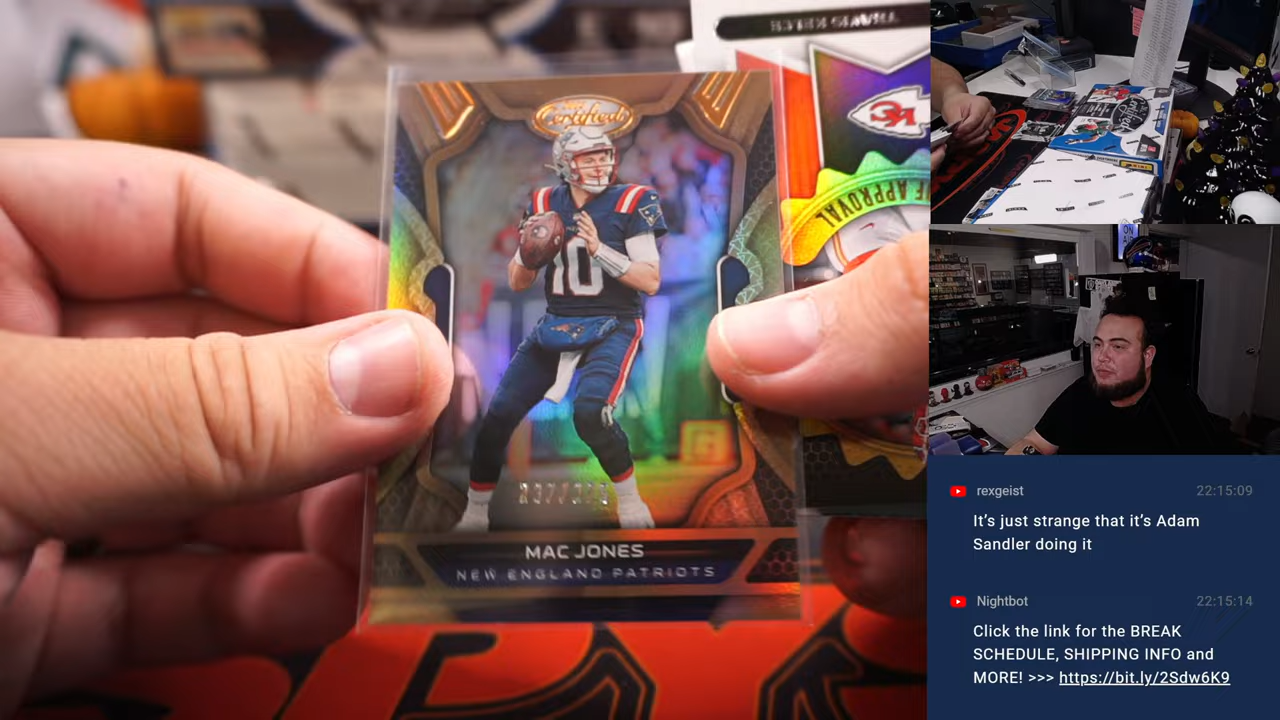 Certified
APPROVAL
10
MAC JONES
NEW ENGLAND PATRIOTS
rexgeist 22:15:09
It’s just strange that it’s Adam
Sandler doing it
Nightbot 22:15:14
Click the link for the BREAK
SCHEDULE, SHIPPING INFO and
MORE! >>> https://bit.ly/2Sdw6K9